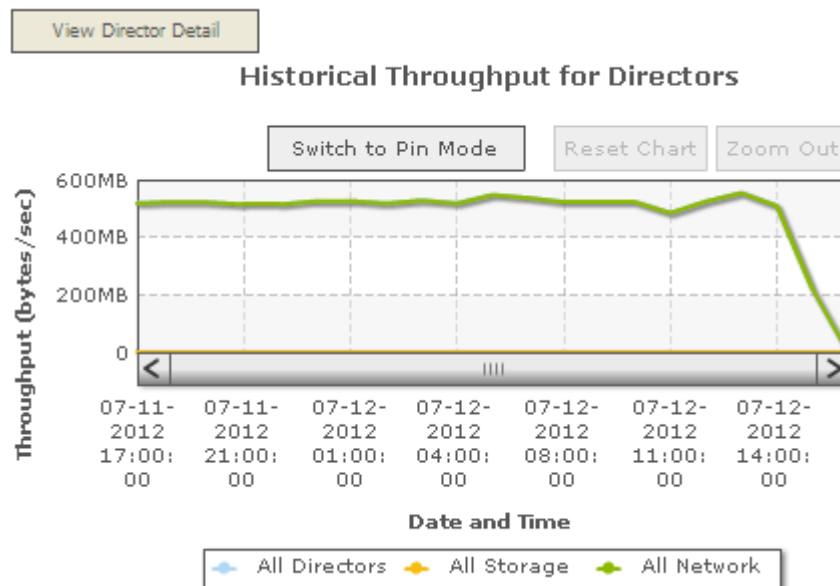 View Director Detail
Historical Throughput for Directors
Switch to Pin Mode
Reset Chart
Zoom Out
Throughput (bytes/sec)
600MB
400MB
200MB
0
07-11-2012 17:00:00
07-11-2012 21:00:00
07-12-2012 01:00:00
07-12-2012 04:00:00
07-12-2012 08:00:00
07-12-2012 11:00:00
07-12-2012 14:00:00
Date and Time
All Directors
All Storage
All Network